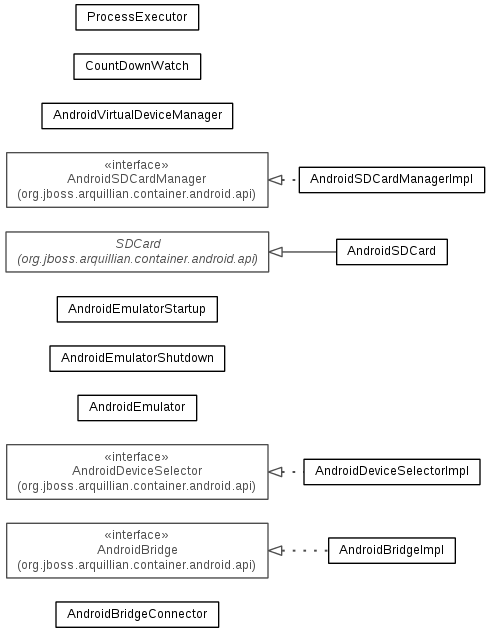 ProcessExecutor
CountDownWatch
AndroidVirtualDeviceManager
«interface»
AndroidSDCardManager
(org.jboss.arquillian.container.android.api)
AndroidSDCardManagerImpl
SDCard
(org.jboss.arquillian.container.android.api)
AndroidSDCard
AndroidEmulatorStartup
AndroidEmulatorShutdown
AndroidEmulator
«interface»
AndroidDeviceSelector
(org.jboss.arquillian.container.android.api)
AndroidDeviceSelectorImpl
«interface»
AndroidBridge
(org.jboss.arquillian.container.android.api)
AndroidBridgeImpl
AndroidBridgeConnector